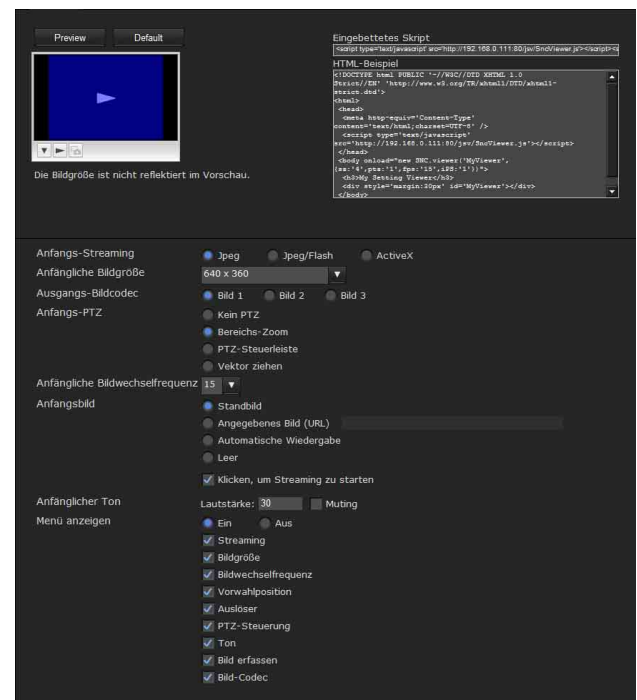 Preview Default
Eingebettetes Skript
<script type='text/javascript' src='http://192.168.0.111:80/jsv/SncViewer.js'></script><s
HTML-Beispiel
<!DOCTYPE html PUBLIC '-//W3C//DTD XHTML 1.0
Strict//EN' 'http://www.w3.org/TR/xhtml1/DTD/xhtml1-
strict.dtd'>
<html>
<head>
<meta http-equiv='Content-Type'
content='text/html;charset=UTF-8' />
<script type='text/javascript'
src='http://192.168.0.111:80/jsv/SncViewer.js'></script>
</head>
<body onload="new SNC.viewer('MyViewer',
{sz:'4',ptz:'1',fps:'15',iPS:'1'})">
<h3>My Setting Viewer</h3>
<div style='margin:20px' id='MyViewer'></div>
</body>
Die Bildgröße ist nicht reflektiert im Vorschau.
Anfangs-Streaming Jpeg Jpeg/Flash ActiveX
Anfängliche Bildgröße 640 x 360
Ausgangs-Bildcodec Bild 1 Bild 2 Bild 3
Anfangs-PTZ Kein PTZ
Bereichs-Zoom
PTZ-Steuerleiste
Vektor ziehen
Anfängliche Bildwechselfrequenz 15
Anfangsbild Standbild
Angegebenes Bild (URL)
Automatische Wiedergabe
Leer
Klicken, um Streaming zu starten
Anfänglicher Ton Lautstärke: 30 Muting
Menü anzeigen Ein Aus
Streaming
Bildgröße
Bildwechselfrequenz
Vorwahlposition
Auslöser
PTZ-Steuerung
Ton
Bild erfassen
Bild-Codec